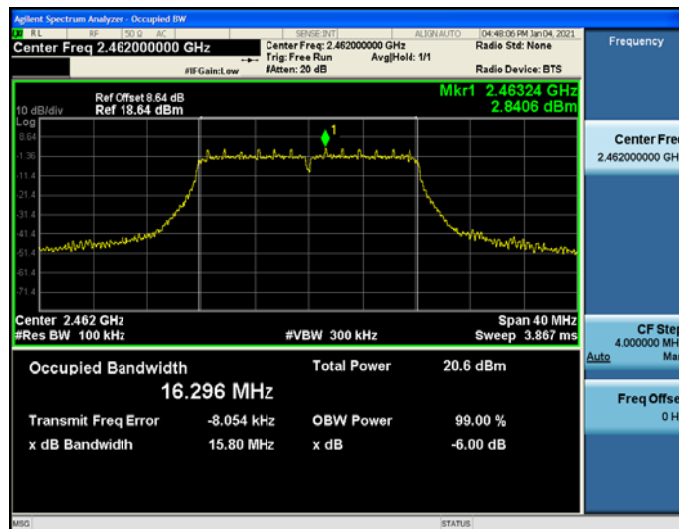 Agilent Spectrum Analyzer - Occupied BW
RL RF 50 Ω AC SENSE:INT ALIGNAUTO 04:48:06 PM Jan 04, 2021
Center Freq 2.462000000 GHz
Center Freq: 2.462000000 GHz
Radio Std: None
Trig: Free Run Avg|Hold: 1/1
#IFGain:Low
#Atten: 20 dB
Radio Device: BTS
Mkr1 2.46324 GHz
2.8406 dBm
Ref Offset 8.64 dB
10 dB/div Ref 18.64 dBm
Log
8.64
1
-1.36
-11.4
-21.4
-31.4
-41.4
-51.4
-61.4
-71.4
Center 2.462 GHz
Span 40 MHz
#Res BW 100 kHz
#VBW 300 kHz
Sweep 3.867 ms
Occupied Bandwidth
Total Power 20.6 dBm
16.296 MHz
Transmit Freq Error -8.054 kHz OBW Power 99.00 %
x dB Bandwidth 15.80 MHz x dB -6.00 dB
MSG
STATUS
Frequency
Center Fre
2.462000000 GH
CF Step
4.000000 MH
Auto Ma
Freq Offse
0 H